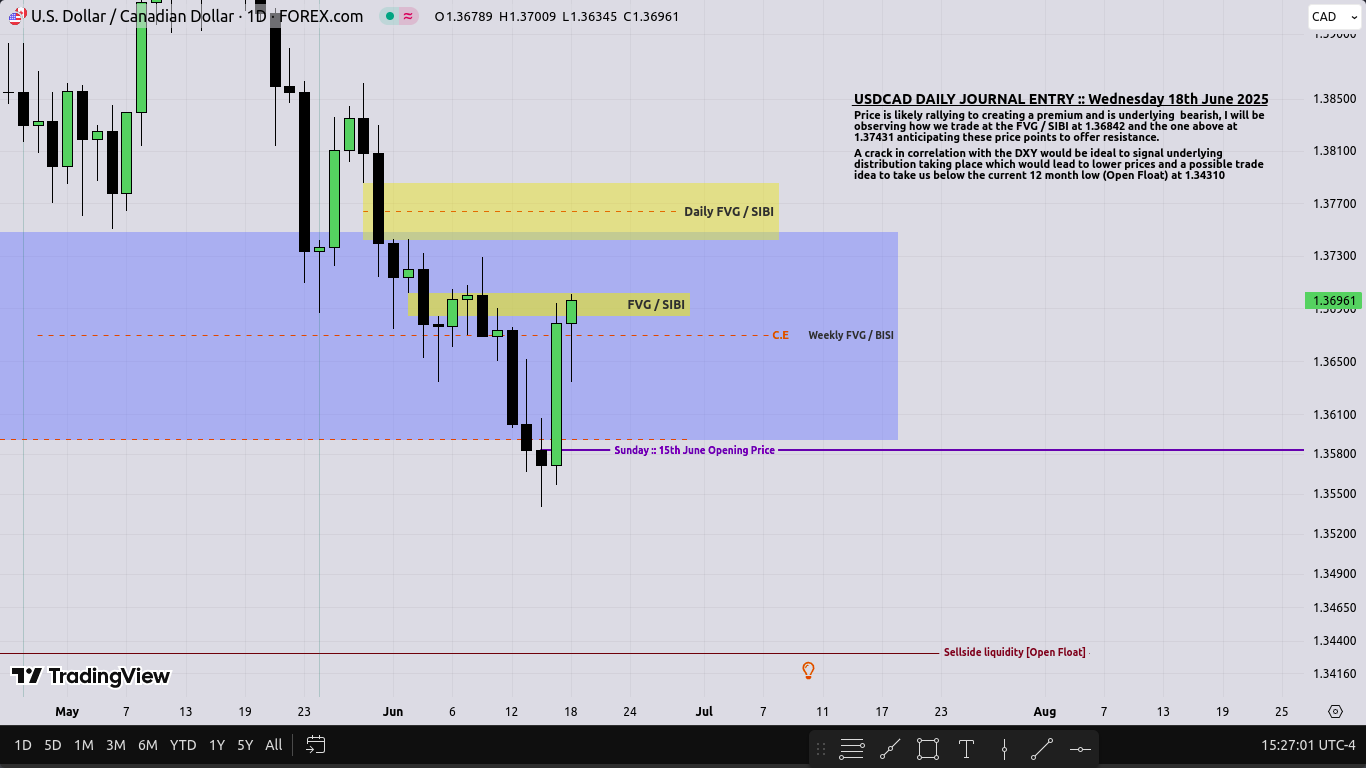 U.S. Dollar / Canadian Dollar · 1D · FOREX.com
O1.36789 H1.37009 L1.36345 C1.36961
CAD
1.39000
USDCAD DAILY JOURNAL ENTRY :: Wednesday 18th June 2025
Price is likely rallying to creating a premium and is underlying bearish, I will be
observing how we trade at the FVG / SIBI at 1.36842 and the one above at
1.37431 anticipating these price points to offer resistance.
A crack in correlation with the DXY would be ideal to signal underlying
distribution taking place which would lead to lower prices and a possible trade
idea to take us below the current 12 month low (Open Float) at 1.34310
1.38500
1.38100
1.37700
Daily FVG / SIBI
1.37300
1.36961
FVG / SIBI
1.36900
C.E
Weekly FVG / BISI
1.36500
1.36100
Sunday :: 15th June Opening Price
1.35800
1.35500
1.35200
1.34900
1.34650
1.34400
Sellside liquidity [Open Float]
1.34160
TradingView
May 7 13 19 23 Jun 6 12 18 24 Jul 7 11 17 23 Aug 7 13 19 25
1D 5D 1M 3M 6M YTD 1Y 5Y All
15:27:01 UTC-4